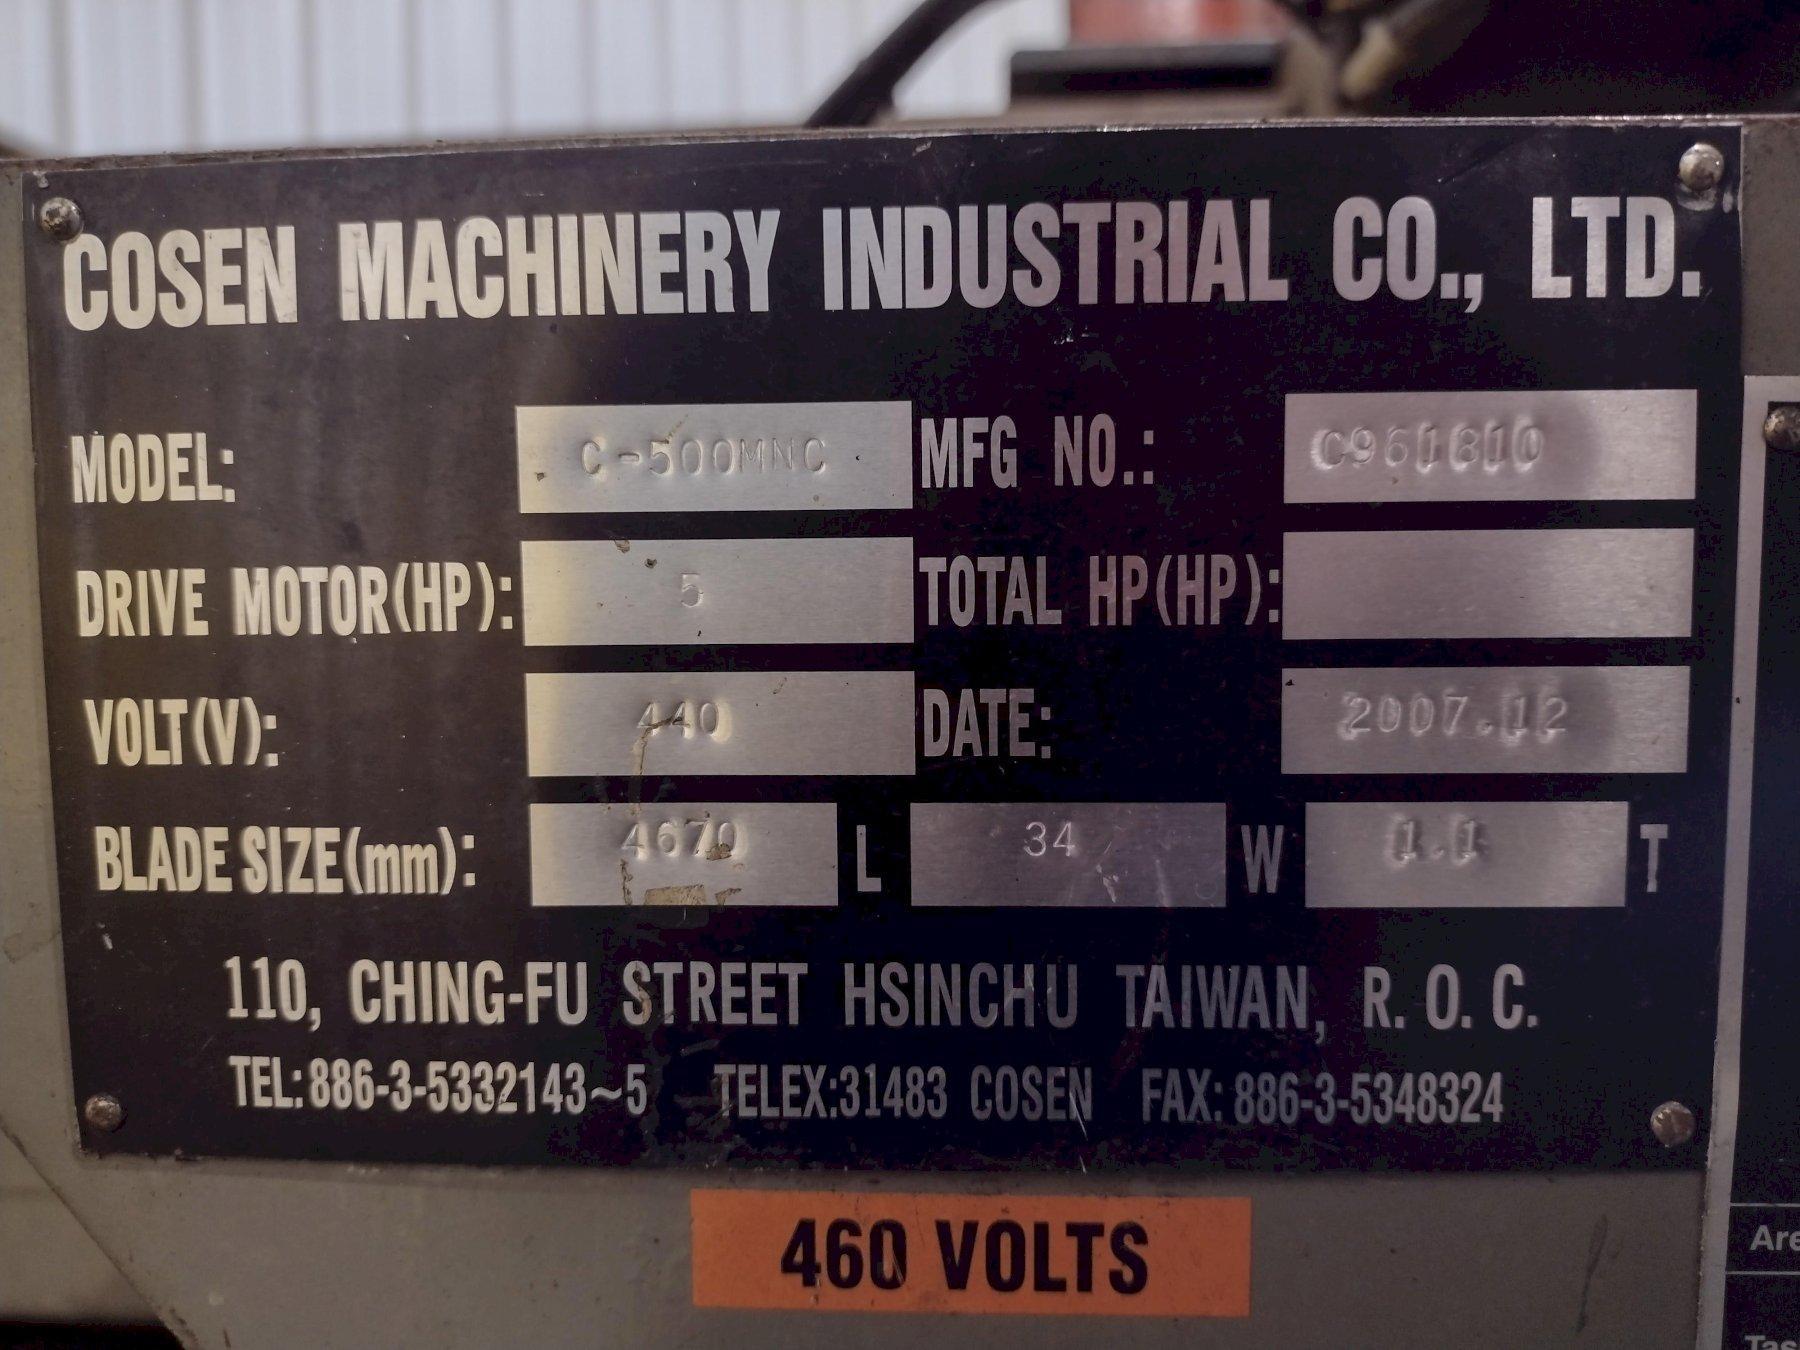 COSEN MACHINERY INDUSTRIAL CO., LTD.
MODEL: C-500MNC MFG NO.: C961810
DRIVE MOTOR(HP): 5 TOTAL HP(HP):
VOLT(V): 440 DATE: 2007.12
BLADE SIZE(mm): 4670 L 34 W 1.1 T
110, CHING-FU STREET HSINCHU TAIWAN, R.O.C.
TEL:886-3-5332143~5 TELEX:31483 COSEN FAX:886-3-5348324
460 VOLTS